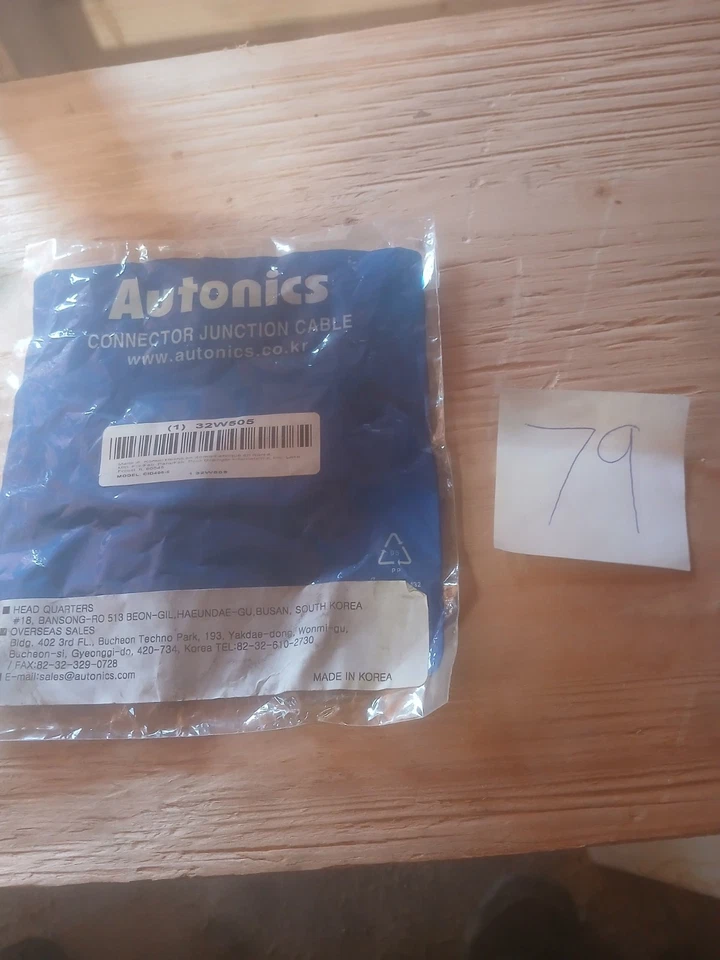 Autonics
CONNECTOR JUNCTION CABLE
www.autonics.co.kr
(1) 32W505
79
■ HEAD QUARTERS
#18, BANSONG-RO 513 BEON-GIL, HAEUNDAE-GU, BUSAN, SOUTH KOREA
■ OVERSEAS SALES
Bldg. 402 3rd FL., Bucheon Techno Park, 193, Yakdae-dong, Wonmi-gu,
Bucheon-si, Gyeonggi-do, 420-734, Korea TEL:82-32-610-2730
/ FAX:82-32-329-0728
E-mail:sales@autonics.com
MADE IN KOREA